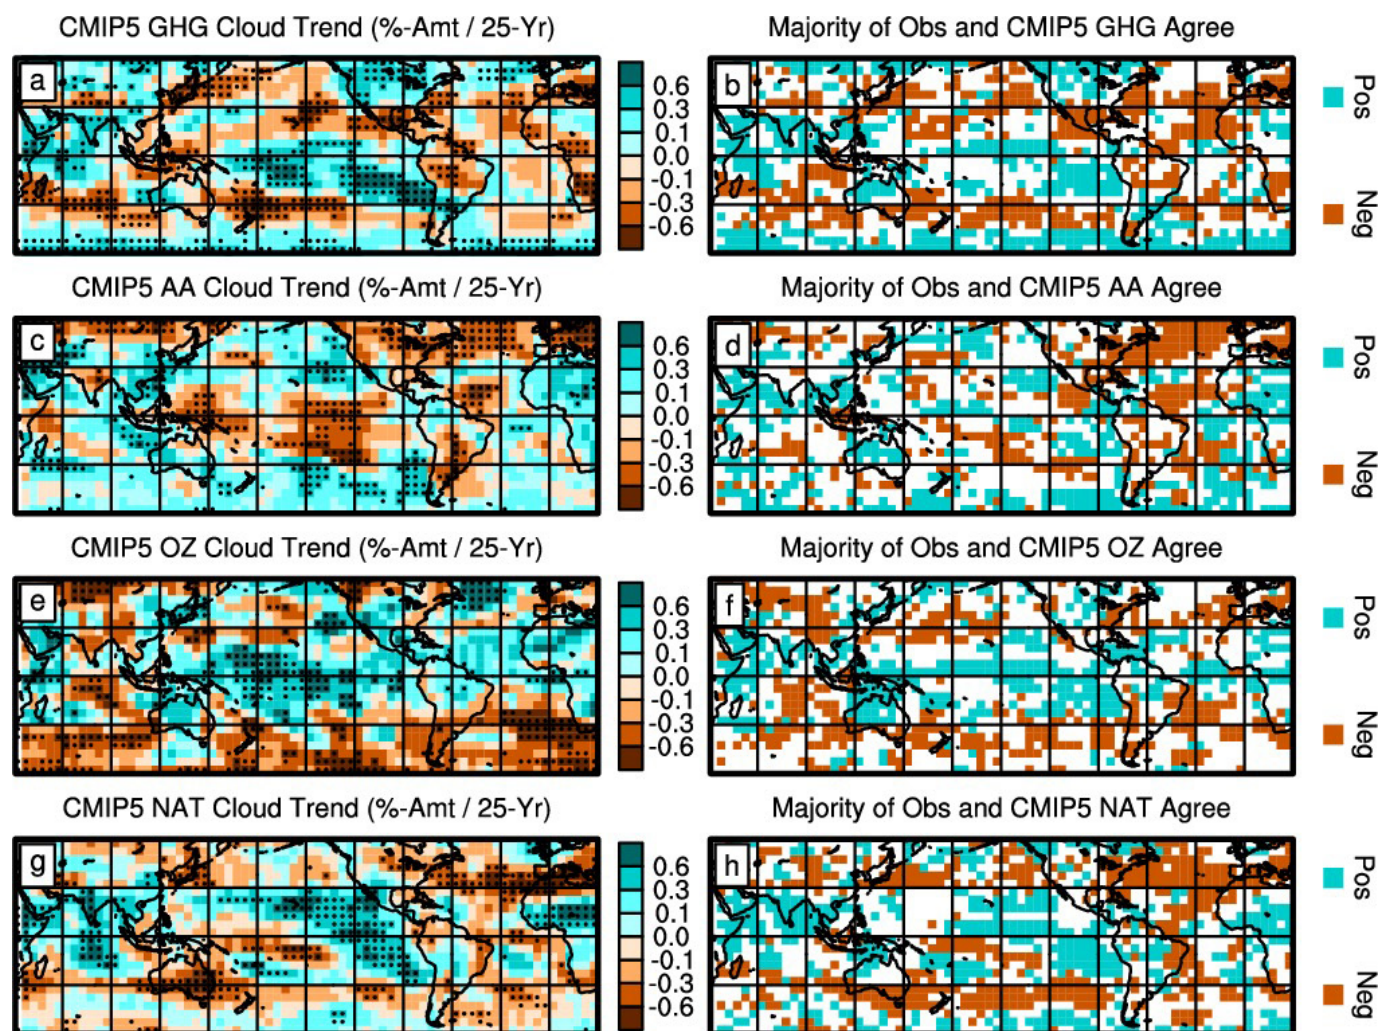 CMIP5 GHG Cloud Trend (%-Amt / 25-Yr)
Majority of Obs and CMIP5 GHG Agree
a
0.6
0.3
0.1
0.0
-0.1
-0.3
-0.6
b
Pos
Neg
CMIP5 AA Cloud Trend (%-Amt / 25-Yr)
Majority of Obs and CMIP5 AA Agree
c
0.6
0.3
0.1
0.0
-0.1
-0.3
-0.6
d
Pos
Neg
CMIP5 OZ Cloud Trend (%-Amt / 25-Yr)
Majority of Obs and CMIP5 OZ Agree
e
0.6
0.3
0.1
0.0
-0.1
-0.3
-0.6
f
Pos
Neg
CMIP5 NAT Cloud Trend (%-Amt / 25-Yr)
Majority of Obs and CMIP5 NAT Agree
g
0.6
0.3
0.1
0.0
-0.1
-0.3
-0.6
h
Pos
Neg